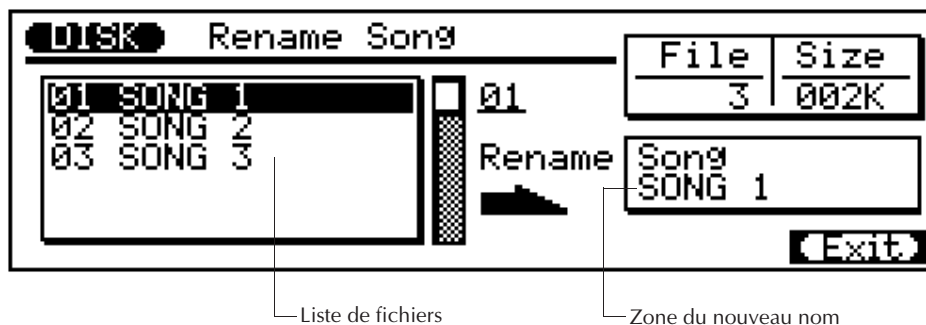 DISK Rename Song
File Size
3 002K
01 SONG 1
02 SONG 2
03 SONG 3
01
Rename
Song
SONG 1
Exit
Liste de fichiers
Zone du nouveau nom